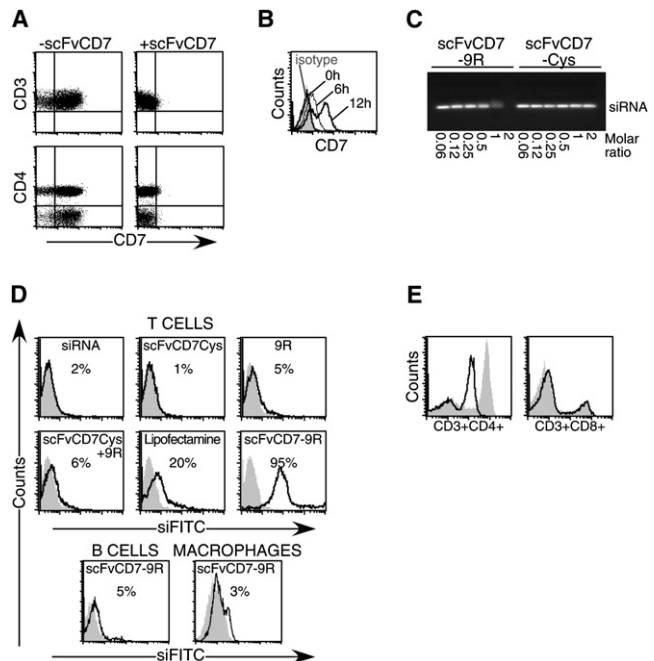 A
-scFvCD7
+scFvCD7
CD3
CD4
CD7
B
isotype
0h
6h
12h
Counts
CD7
C
scFvCD7
-9R
scFvCD7
-Cys
siRNA
0.06
0.12
0.25
0.5
1
2
0.06
0.12
0.25
0.5
1
2
Molar
ratio
D
T CELLS
siRNA
2%
scFvCD7Cys
1%
9R
5%
scFvCD7Cys
+9R
6%
Lipofectamine
20%
scFvCD7-9R
95%
Counts
siFITC
B CELLS
MACROPHAGES
scFvCD7-9R
5%
scFvCD7-9R
3%
siFITC
E
Counts
CD3+CD4+
CD3+CD8+